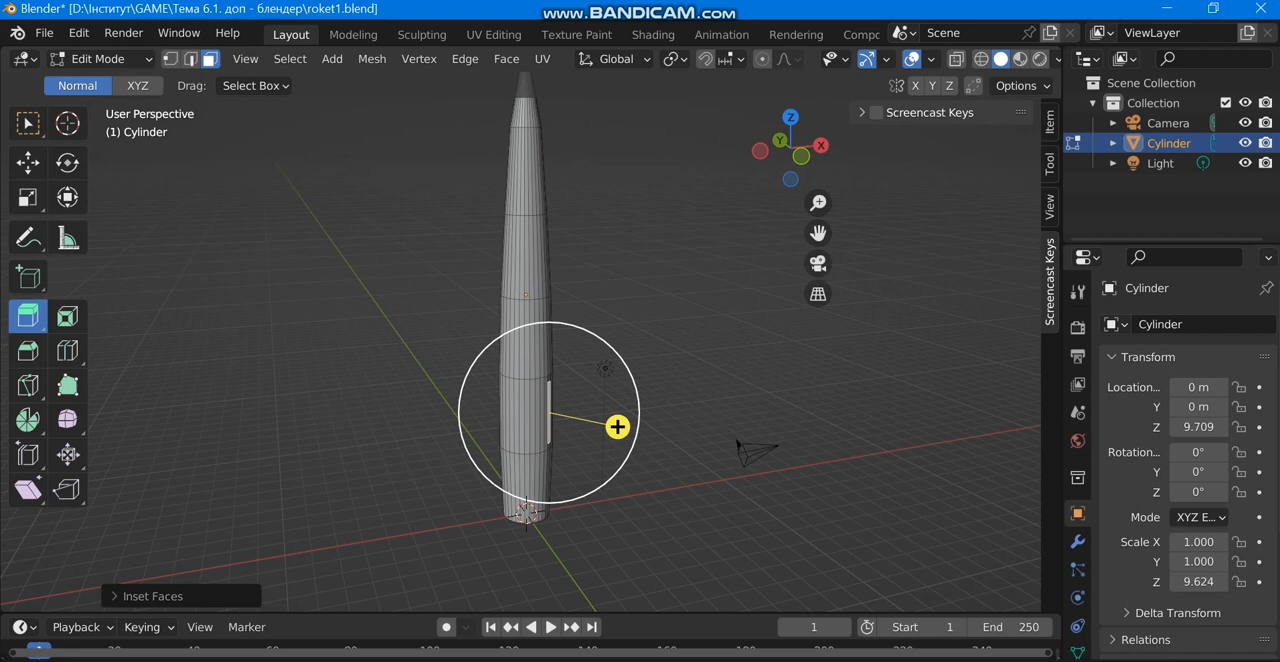 Blender* [D:\Інститут\GAME\Тема 6.1. доп - блендер\roket1.blend]
www.BANDICAM.com
File Edit Render Window Help
Layout Modeling Sculpting UV Editing Texture Paint Shading Animation Rendering Compc
Scene
ViewLayer
Edit Mode
View Select Add Mesh Vertex Edge Face UV
Global
Normal XYZ Drag: Select Box
X Y Z Options
User Perspective
(1) Cylinder
Screencast Keys
Z
Y
X
Item
Tool
View
Screencast Keys
Inset Faces
Scene Collection
Collection
Camera
Cylinder
Light
Cylinder
Cylinder
Transform
Location... 0 m
Y 0 m
Z 9.709
Rotation... 0°
Y 0°
Z 0°
Mode XYZ E...
Scale X 1.000
Y 1.000
Z 9.624
Delta Transform
Relations
Playback Keying View Marker
1
Start 1 End 250
1